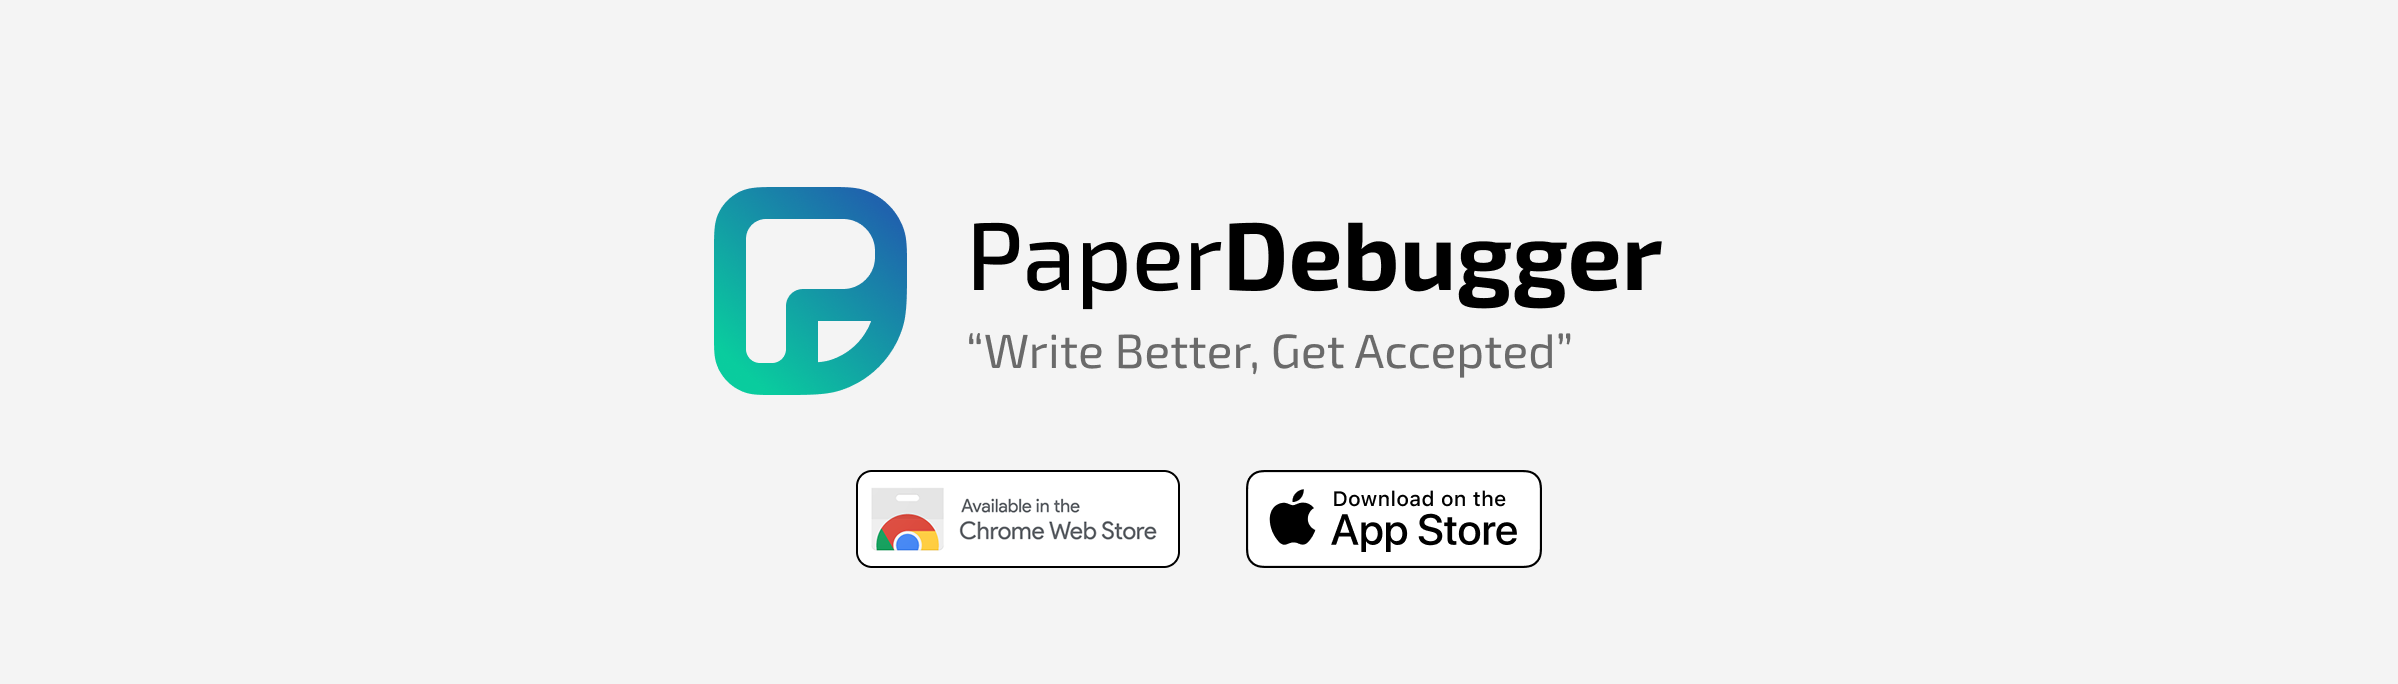 PaperDebugger
“Write Better, Get Accepted”
Available in the
Chrome Web Store
Download on the
App Store